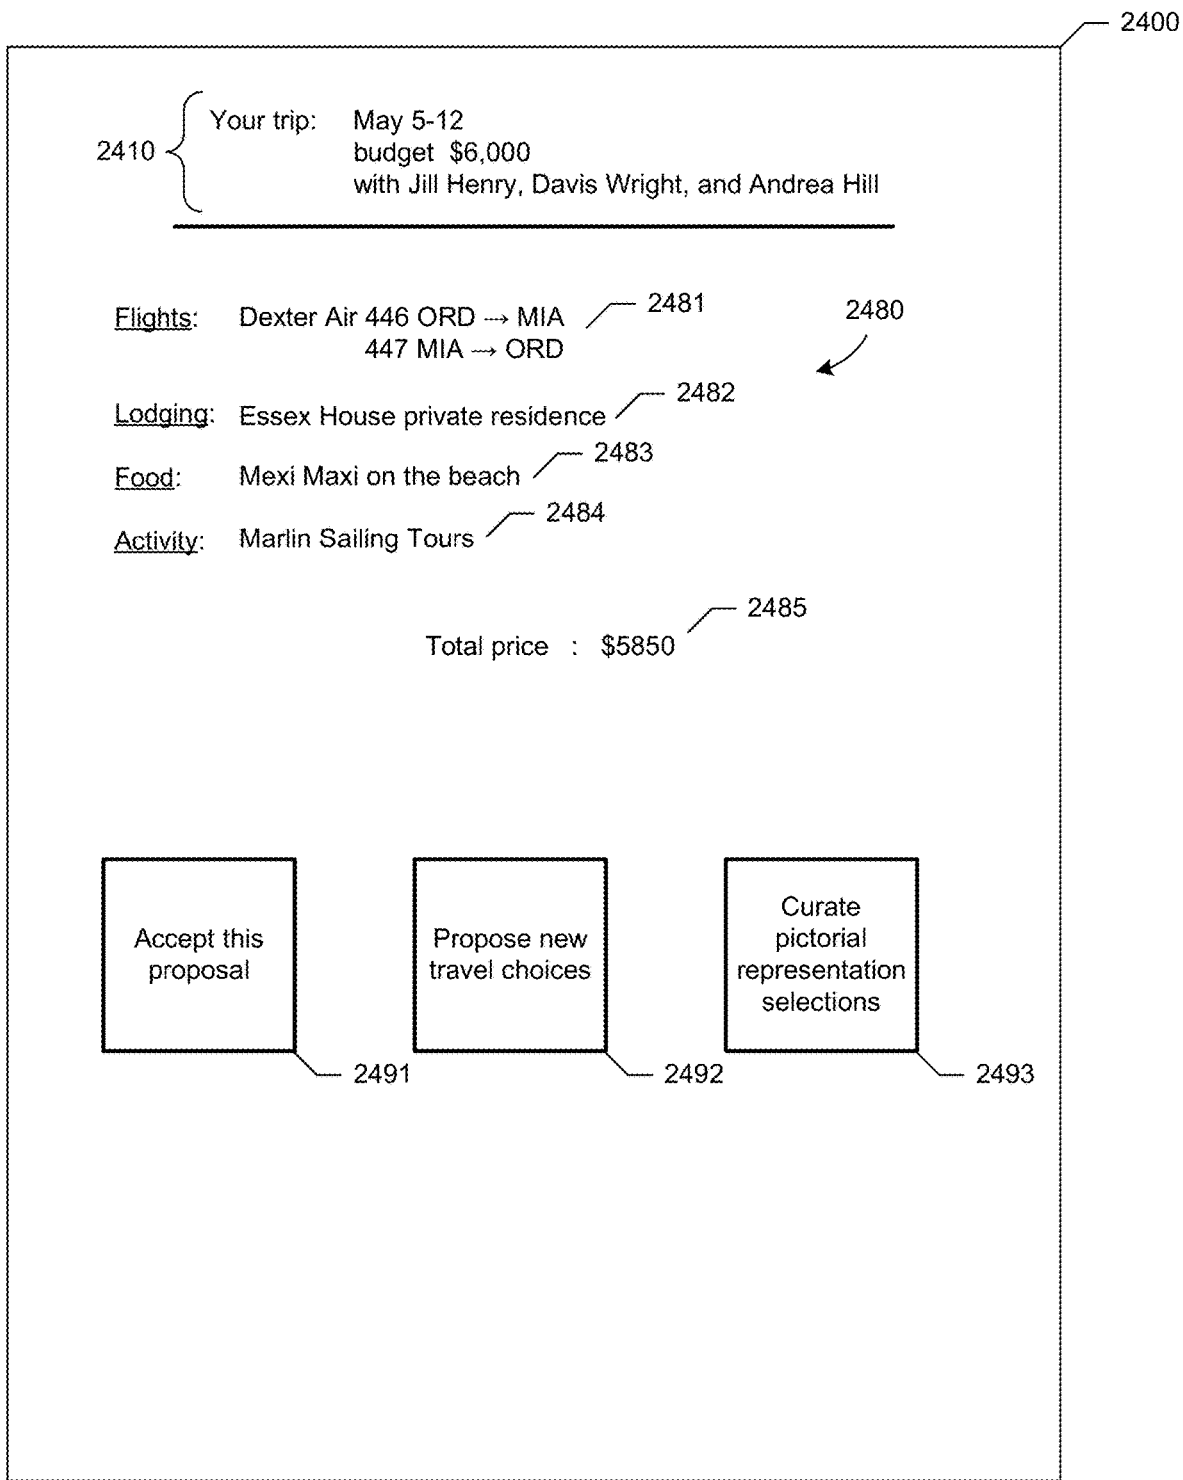 2400
Your trip: May 5-12
2410
budget $6,000
with Jill Henry, Davis Wright, and Andrea Hill
2481
Flights: Dexter Air 446 ORD → MIA
2480
447 MIA → ORD
2482
Lodging: Essex House private residence
2483
Food: Mexi Maxi on the beach
2484
Activity: Marlin Sailing Tours
2485
Total price : $5850
Accept this
proposal
2491
Propose new
travel choices
2492
Curate
pictorial
representation
selections
2493